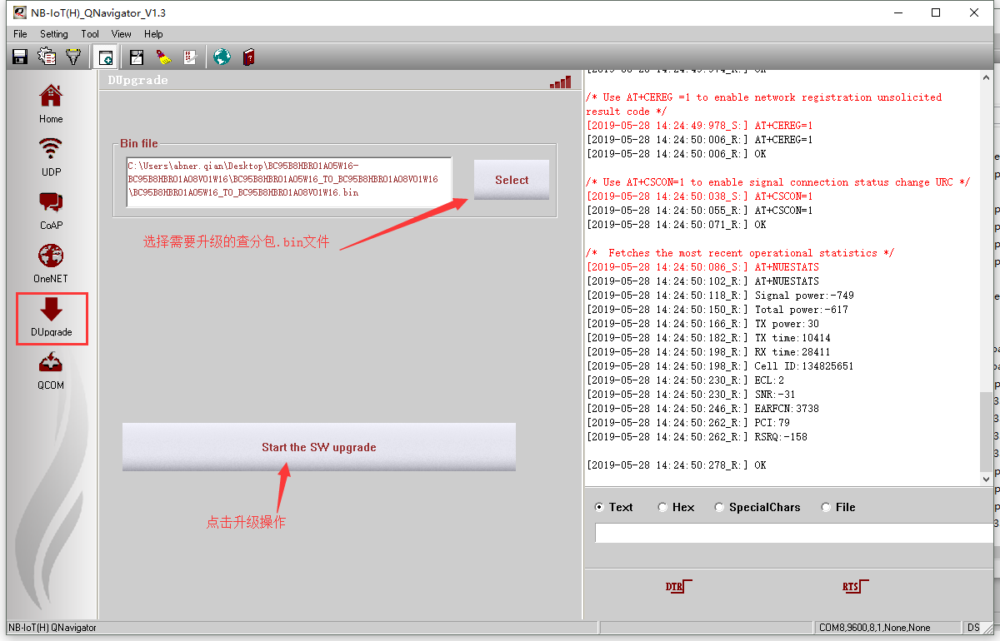 NB-IoT(H)_QNavigator_V1.3
File Setting Tool View Help
Home
UDP
CoAP
OneNET
DUpgrade
QCOM
DUpgrade
Bin file
C:\Users\abner.qian\Desktop\BC95B8HBR01A05W16-
BC95B8HBR01A08V01W16\BC95B8HBR01A05W16_TO_BC95B8HBR01A08V01W16
\BC95B8HBR01A05W16_TO_BC95B8HBR01A08V01W16.bin
Select
选择需要升级的查分包.bin文件
Start the SW upgrade
点击升级操作
/* Use AT+CEREG =1 to enable network registration unsolicited
result code */
[2019-05-28 14:24:49:978_S:] AT+CEREG=1
[2019-05-28 14:24:50:006_R:] AT+CEREG=1
[2019-05-28 14:24:50:006_R:] OK
/* Use AT+CSCON=1 to enable signal connection status change URC */
[2019-05-28 14:24:50:038_S:] AT+CSCON=1
[2019-05-28 14:24:50:055_R:] AT+CSCON=1
[2019-05-28 14:24:50:071_R:] OK
/* Fetches the most recent operational statistics */
[2019-05-28 14:24:50:086_S:] AT+NUESTATS
[2019-05-28 14:24:50:102_R:] AT+NUESTATS
[2019-05-28 14:24:50:118_R:] Signal power:-749
[2019-05-28 14:24:50:150_R:] Total power:-617
[2019-05-28 14:24:50:166_R:] TX power:30
[2019-05-28 14:24:50:182_R:] TX time:10414
[2019-05-28 14:24:50:198_R:] RX time:28411
[2019-05-28 14:24:50:198_R:] Cell ID:134825651
[2019-05-28 14:24:50:230_R:] ECL:2
[2019-05-28 14:24:50:230_R:] SNR:-31
[2019-05-28 14:24:50:246_R:] EARFCN:3738
[2019-05-28 14:24:50:262_R:] PCI:79
[2019-05-28 14:24:50:262_R:] RSRQ:-158
[2019-05-28 14:24:50:278_R:] OK
Text Hex SpecialChars File
DTR RTS
NB-IoT(H) QNavigator COM8,9600,8,1,None,None DS